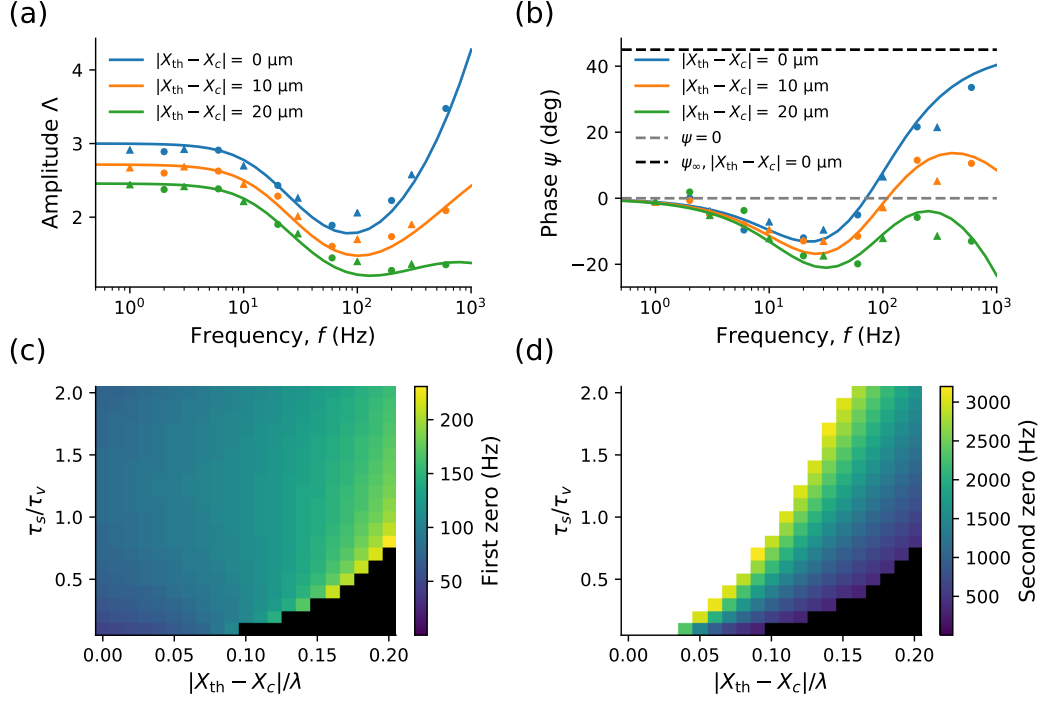 (a)
4
3
2
Amplitude Λ
|X_th − X_c| = 0 μm
|X_th − X_c| = 10 μm
|X_th − X_c| = 20 μm
10^0 10^1 10^2 10^3
Frequency, f (Hz)
(b)
40
20
0
−20
Phase ψ (deg)
|X_th − X_c| = 0 μm
|X_th − X_c| = 10 μm
|X_th − X_c| = 20 μm
ψ = 0
ψ_∞, |X_th − X_c| = 0 μm
10^0 10^1 10^2 10^3
Frequency, f (Hz)
(c)
2.0
1.5
1.0
0.5
τ_s/τ_v
0.00 0.05 0.10 0.15 0.20
|X_th − X_c|/λ
200
150
100
50
First zero (Hz)
(d)
2.0
1.5
1.0
0.5
τ_s/τ_v
0.00 0.05 0.10 0.15 0.20
|X_th − X_c|/λ
3000
2500
2000
1500
1000
500
Second zero (Hz)